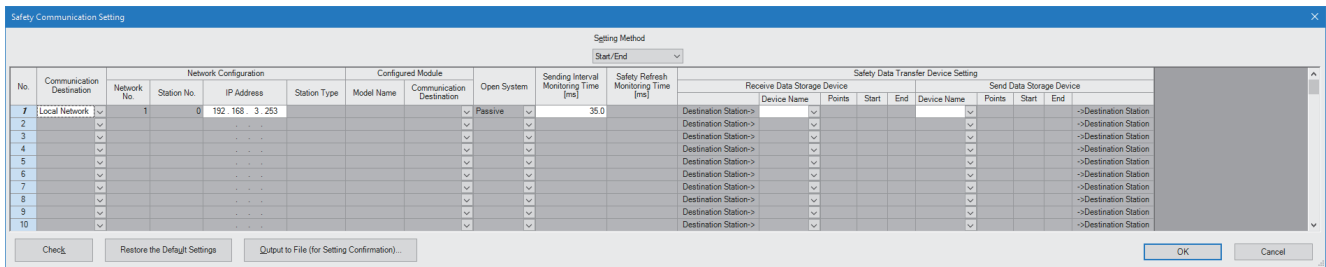 Safety Communication Setting
Setting Method
Start/End
No. Communication Destination Network Configuration Configured Module Open System Sending Interval Monitoring Time [ms] Safety Refresh Monitoring Time [ms] Safety Data Transfer Device Setting
Network No. Station No. IP Address Station Type Model Name Communication Destination Receive Data Storage Device Send Data Storage Device
Device Name Points Start End Device Name Points Start End
1 Local Network 1 0 192 . 168 . 3 . 253 Passive 35.0 Destination Station-> ->Destination Station
2 . . . Destination Station-> ->Destination Station
3 . . . Destination Station-> ->Destination Station
4 . . . Destination Station-> ->Destination Station
5 . . . Destination Station-> ->Destination Station
6 . . . Destination Station-> ->Destination Station
7 . . . Destination Station-> ->Destination Station
8 . . . Destination Station-> ->Destination Station
9 . . . Destination Station-> ->Destination Station
10 . . . Destination Station-> ->Destination Station
Check Restore the Default Settings Output to File (for Setting Confirmation)... OK Cancel